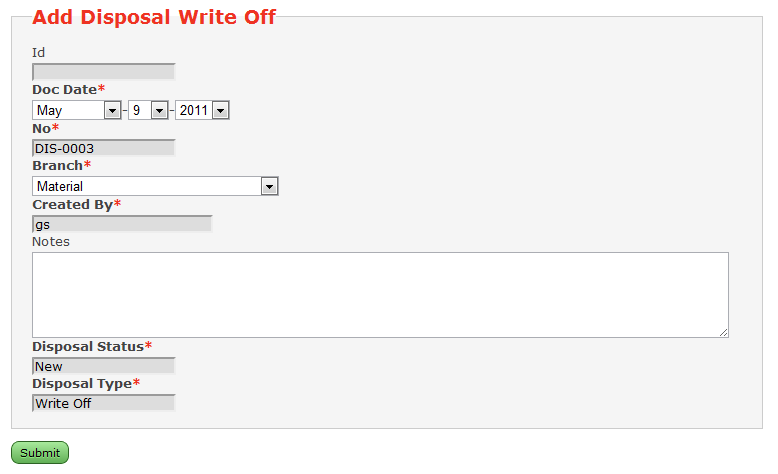 Add Disposal Write Off
Id
Doc Date*
May - 9 - 2011
No*
DIS-0003
Branch*
Material
Created By*
gs
Notes
Disposal Status*
New
Disposal Type*
Write Off
Submit